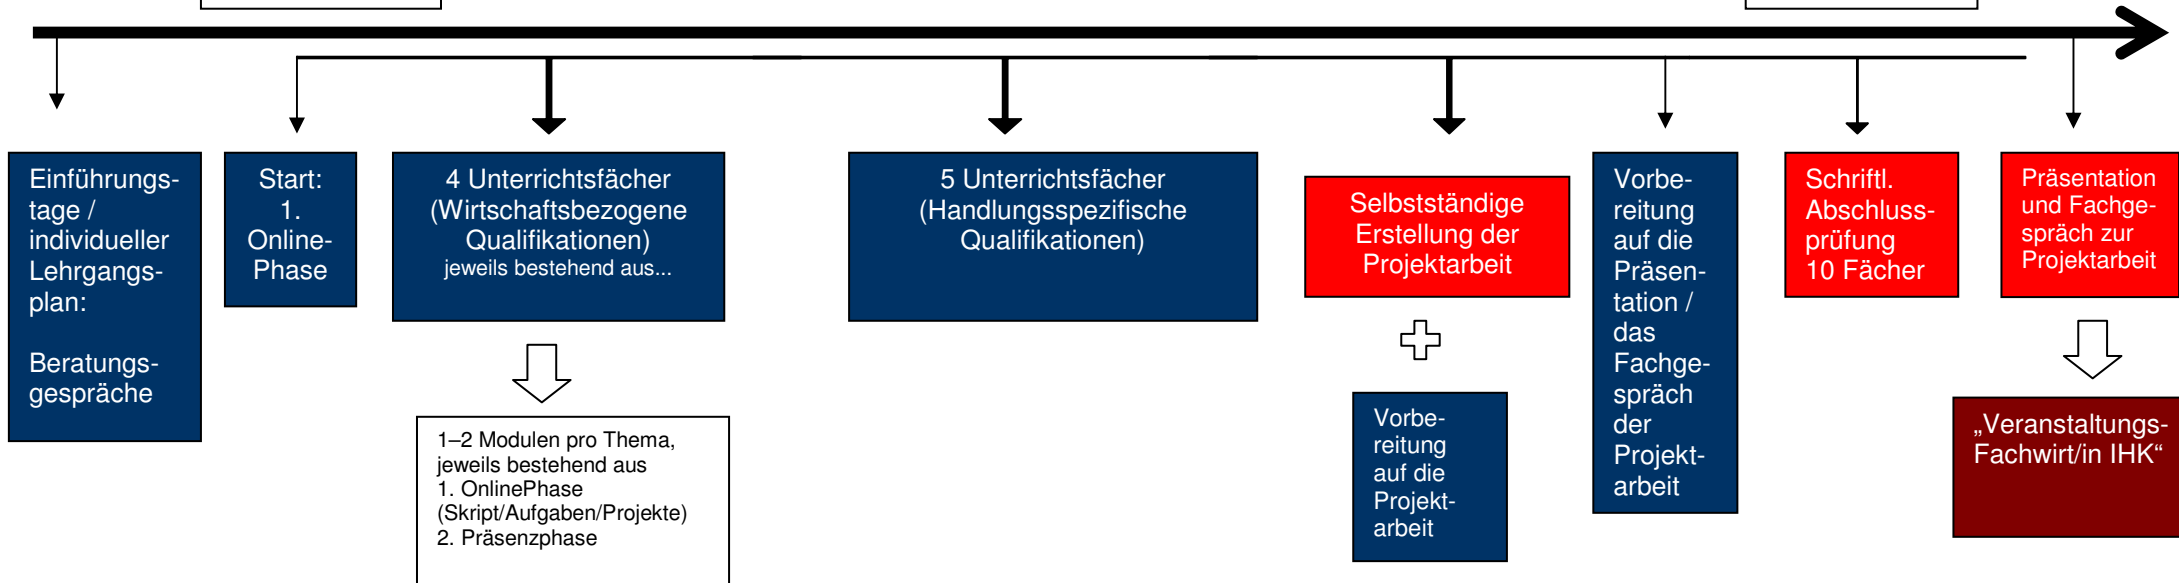 Einführungs-
tage /
individueller
Lehrgangs-
plan:
Beratungs-
gespräche
Start:
1.
Online-
Phase
4 Unterrichtsfächer
(Wirtschaftsbezogene
Qualifikationen)
jeweils bestehend aus...
1–2 Modulen pro Thema,
jeweils bestehend aus
1. OnlinePhase
(Skript/Aufgaben/Projekte)
2. Präsenzphase
5 Unterrichtsfächer
(Handlungsspezifische
Qualifikationen)
Selbstständige
Erstellung der
Projektarbeit
Vorbe-
reitung
auf die
Projekt-
arbeit
Vorbe-
reitung
auf die
Präsen-
tation /
das
Fachge-
spräch
der
Projekt-
arbeit
Schriftl.
Abschluss-
prüfung
10 Fächer
Präsentation
und Fachge-
spräch zur
Projektarbeit
„Veranstaltungs-
Fachwirt/in IHK“